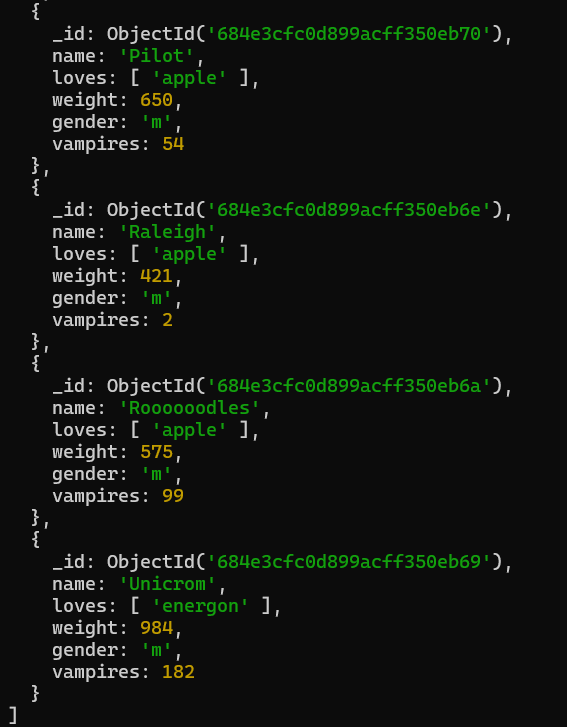 {
_id: ObjectId('684e3cfc0d899acff350eb70'),
name: 'Pilot',
loves: [ 'apple' ],
weight: 650,
gender: 'm',
vampires: 54
},
{
_id: ObjectId('684e3cfc0d899acff350eb6e'),
name: 'Raleigh',
loves: [ 'apple' ],
weight: 421,
gender: 'm',
vampires: 2
},
{
_id: ObjectId('684e3cfc0d899acff350eb6a'),
name: 'Roooooodles',
loves: [ 'apple' ],
weight: 575,
gender: 'm',
vampires: 99
},
{
_id: ObjectId('684e3cfc0d899acff350eb69'),
name: 'Unicrom',
loves: [ 'energon' ],
weight: 984,
gender: 'm',
vampires: 182
}
]